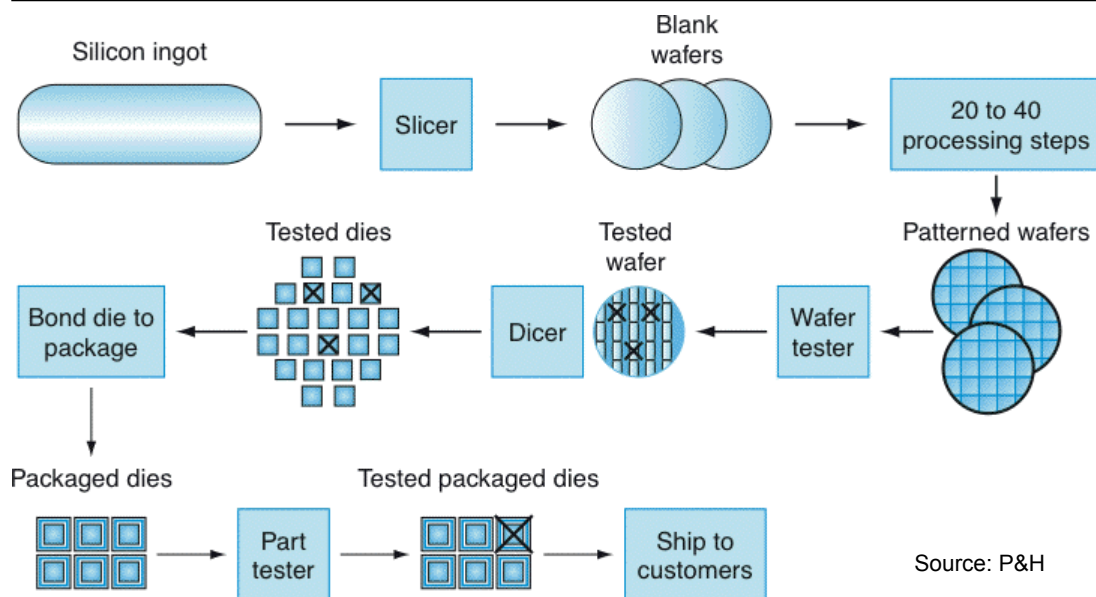 Silicon ingot
Slicer
Blank
wafers
20 to 40
processing steps
Patterned wafers
Wafer
tester
Tested
wafer
Dicer
Tested dies
Bond die to
package
Packaged dies
Part
tester
Tested packaged dies
Ship to
customers
Source: P&H